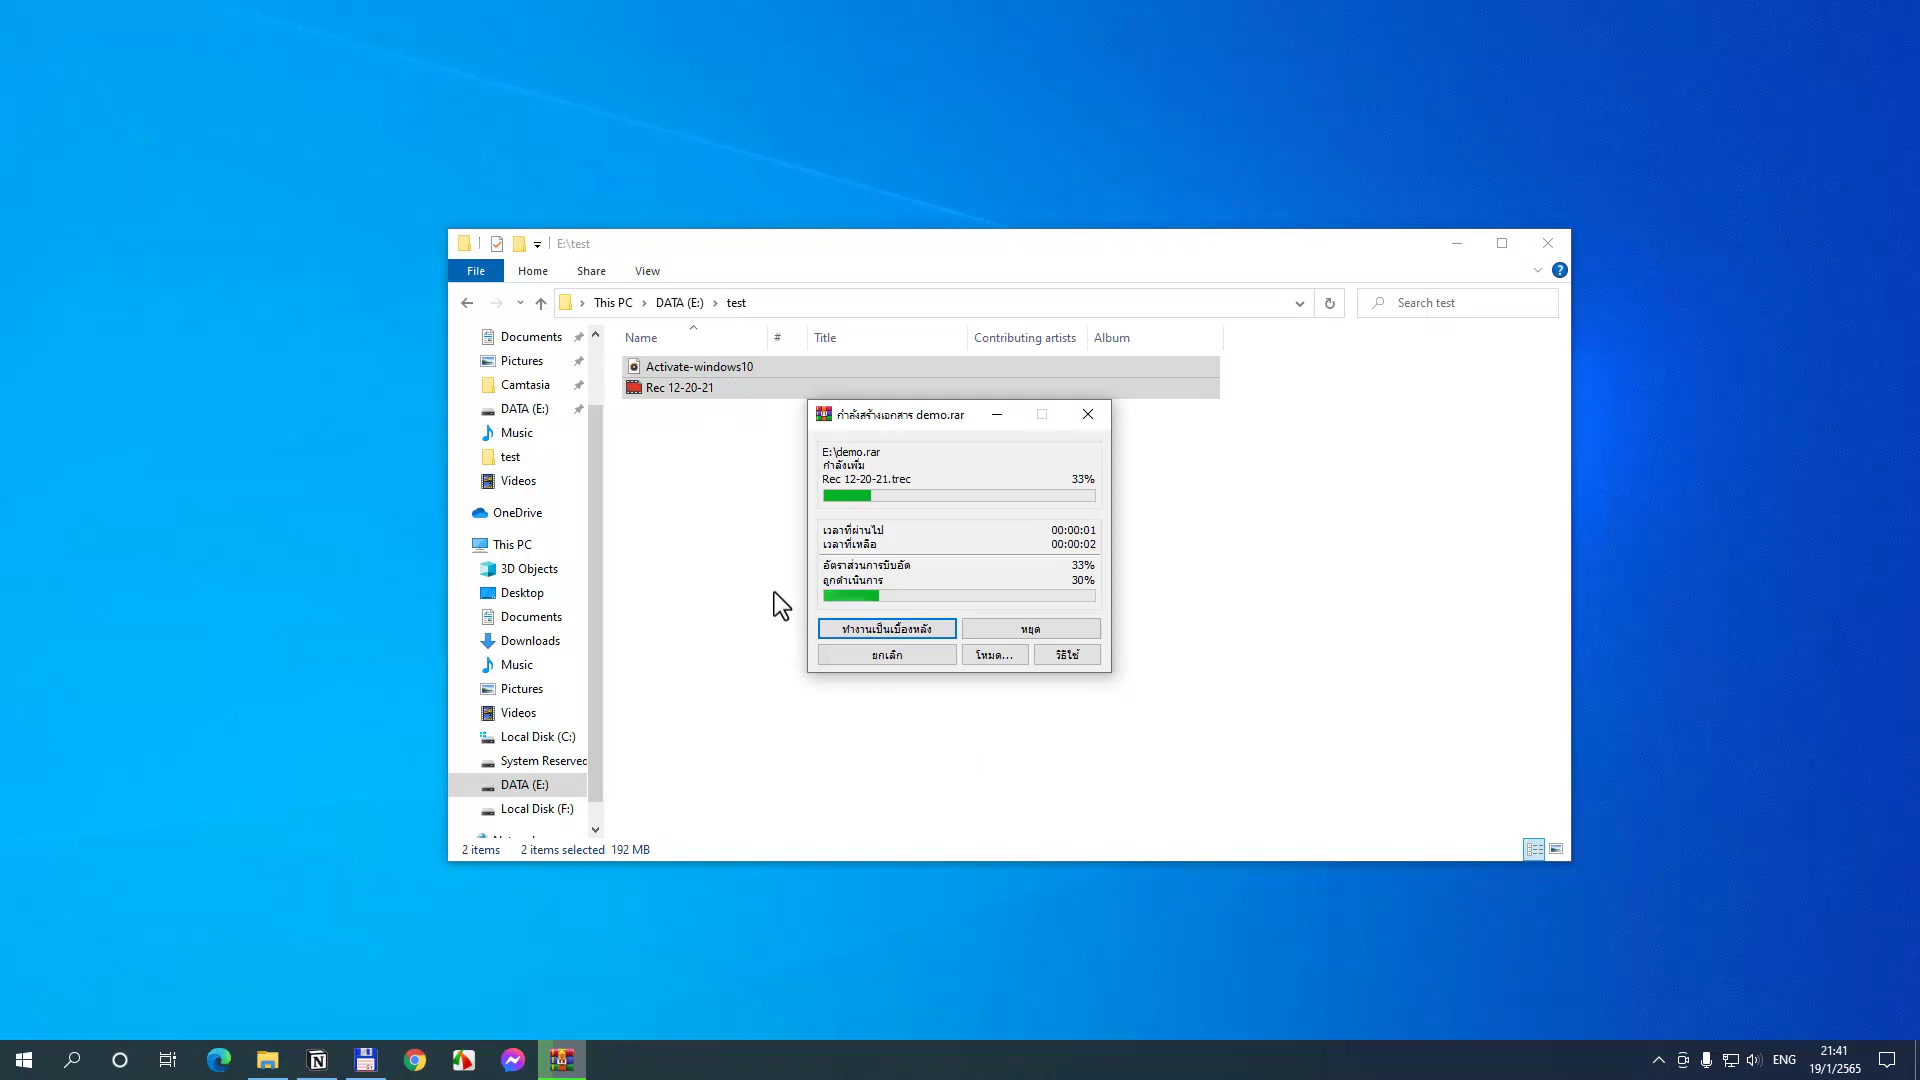 E:\test
File Home Share View
This PC DATA (E:) test
Search test
Name # Title Contributing artists Album
Activate-windows10
Rec 12-20-21
Documents
Pictures
Camtasia
DATA (E:)
Music
test
Videos
OneDrive
This PC
3D Objects
Desktop
Documents
Downloads
Music
Pictures
Videos
Local Disk (C:)
System Reserved
DATA (E:)
Local Disk (F:)
กำลังสร้างเอกสาร demo.rar
E:\demo.rar
กำลังเพิ่ม
Rec 12-20-21.trec 33%
เวลาที่ผ่านไป 00:00:01
เวลาที่เหลือ 00:00:02
อัตราส่วนการบีบอัด 33%
ถูกดำเนินการ 30%
ทำงานเป็นเบื้องหลัง หยุด
ยกเลิก โหมด... วิธีใช้
2 items 2 items selected 192 MB
ENG
21:41
19/1/2565